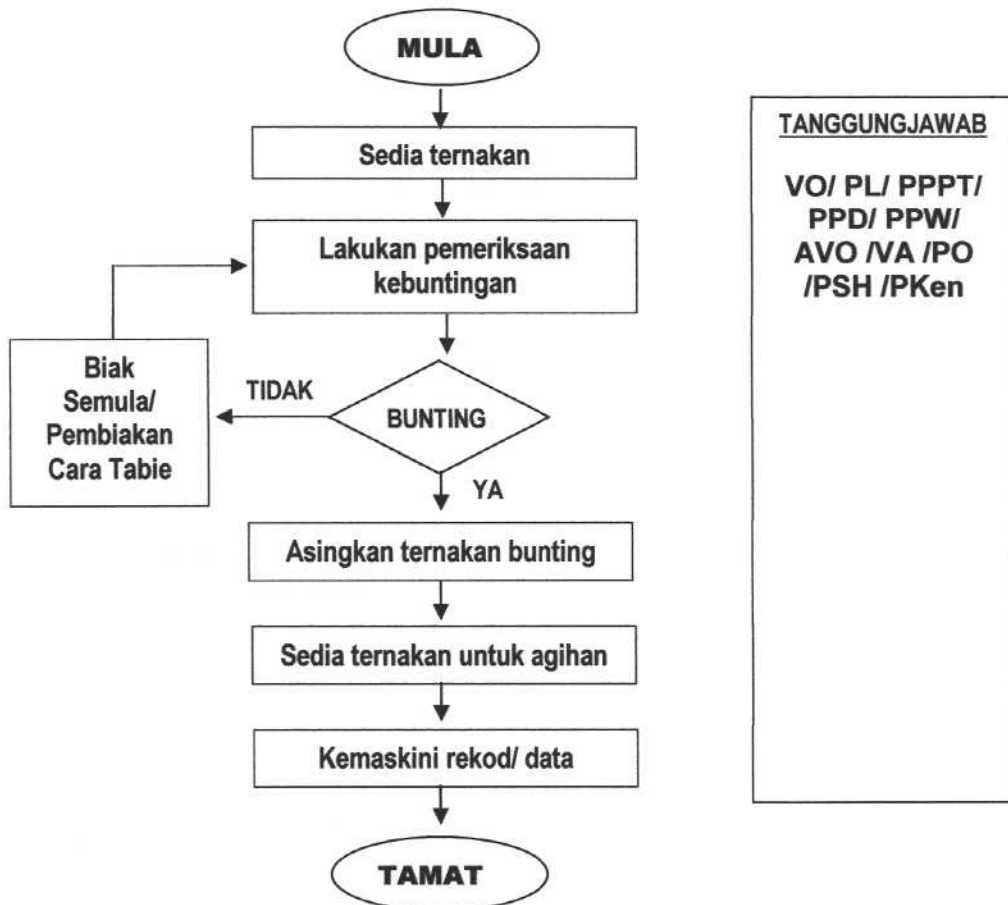 MULA
Sedia ternakan
Lakukan pemeriksaan
kebuntingan
BUNTING
TIDAK
Biak
Semula/
Pembiakan
Cara Tabie
YA
Asingkan ternakan bunting
Sedia ternakan untuk agihan
Kemaskini rekod/ data
TAMAT
TANGGUNGJAWAB
VO/ PL/ PPPT/
PPD/ PPW/
AVO /VA /PO
/PSH /PKen